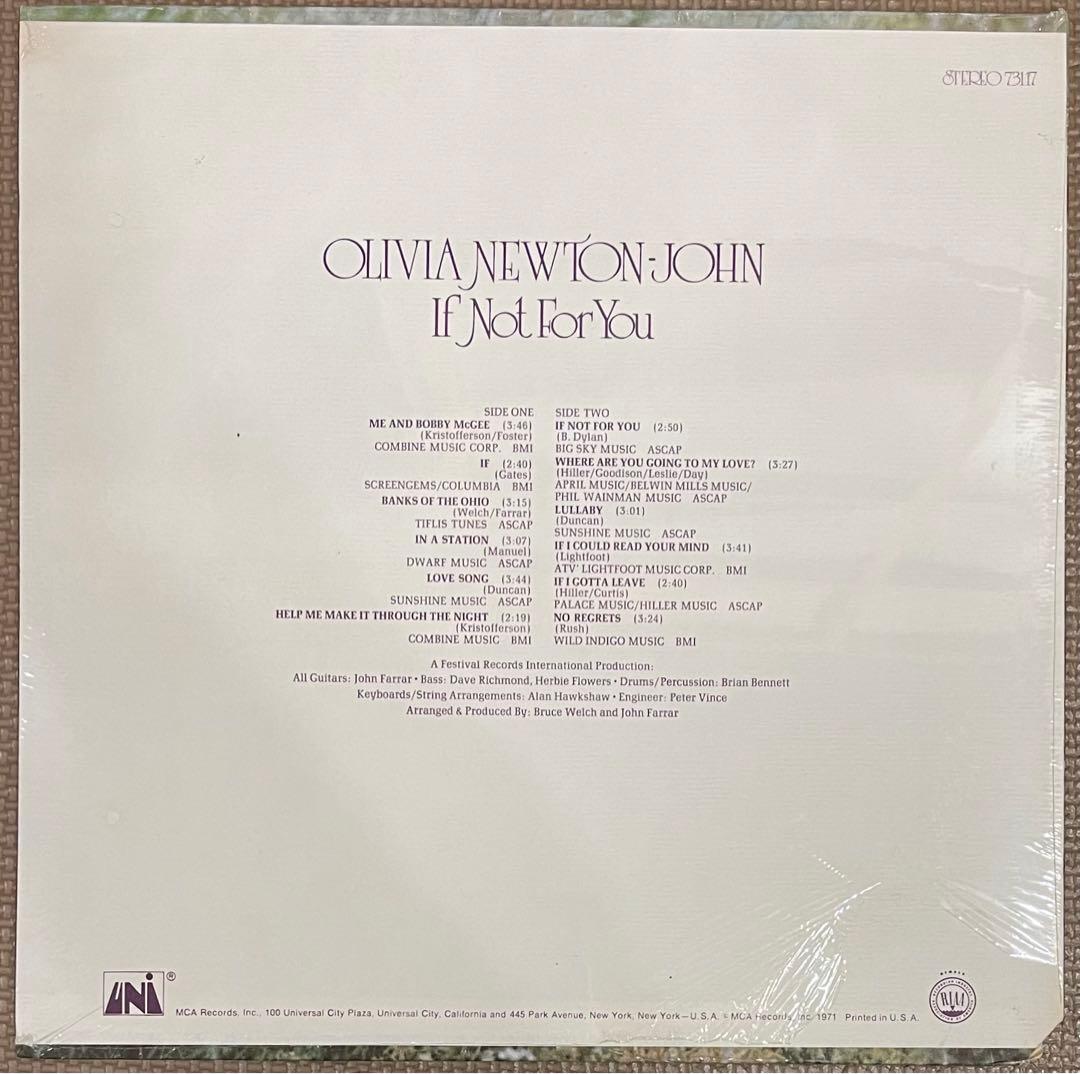 STEREO 73117
OLIVIA NEWTON-JOHN
If Not For You
SIDE ONE
ME AND BOBBY McGEE (3:46)
(Kristofferson/Foster)
COMBINE MUSIC CORP. BMI
IF (2:40)
(Gates)
SCREENGEMS/COLUMBIA BMI
BANKS OF THE OHIO (3:15)
(Welch/Farrar)
TIFLIS TUNES ASCAP
IN A STATION (3:07)
(Manuel)
DWARF MUSIC ASCAP
LOVE SONG (3:44)
(Duncan)
SUNSHINE MUSIC ASCAP
HELP ME MAKE IT THROUGH THE NIGHT (2:19)
(Kristofferson)
COMBINE MUSIC BMI
SIDE TWO
IF NOT FOR YOU (2:50)
(B. Dylan)
BIG SKY MUSIC ASCAP
WHERE ARE YOU GOING TO MY LOVE? (3:27)
(Hiller/Goodison/Leslie/Day)
APRIL MUSIC/BELWIN MILLS MUSIC/
PHIL WAINMAN MUSIC ASCAP
LULLABY (3:01)
(Duncan)
SUNSHINE MUSIC ASCAP
IF I COULD READ YOUR MIND (3:41)
(Lightfoot)
ATV' LIGHTFOOT MUSIC CORP. BMI
IF I GOTTA LEAVE (2:40)
(Hiller/Curtis)
PALACE MUSIC/HILLER MUSIC ASCAP
NO REGRETS (3:24)
(Rush)
WILD INDIGO MUSIC BMI
A Festival Records International Production:
All Guitars: John Farrar • Bass: Dave Richmond, Herbie Flowers • Drums/Percussion: Brian Bennett
Keyboards/String Arrangements: Alan Hawkshaw • Engineer: Peter Vince
Arranged & Produced By: Bruce Welch and John Farrar
UNI ®
MCA Records, Inc., 100 Universal City Plaza, Universal City, California and 445 Park Avenue, New York, New York—U.S.A. © MCA Records, Inc. 1971 Printed in U.S.A.
MEMBER
RIAA